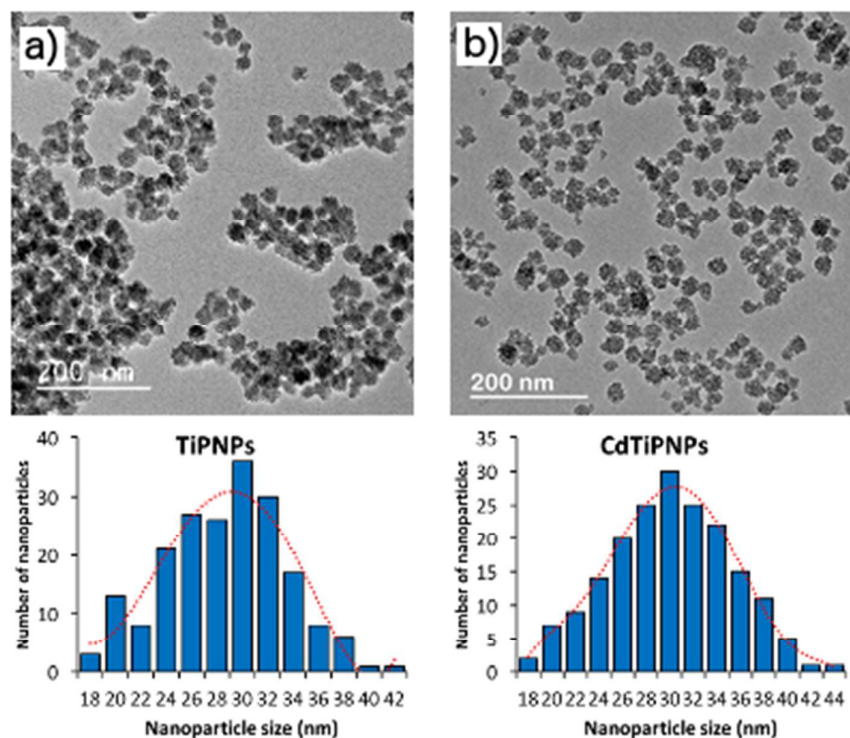 a)
200 nm
b)
200 nm
TiPNPs
Number of nanoparticles
40
30
20
10
0
18 20 22 24 26 28 30 32 34 36 38 40 42
Nanoparticle size (nm)
CdTiPNPs
Number of nanoparticles
35
30
25
20
15
10
5
0
18 20 22 24 26 28 30 32 34 36 38 40 42 44
Nanoparticle size (nm)